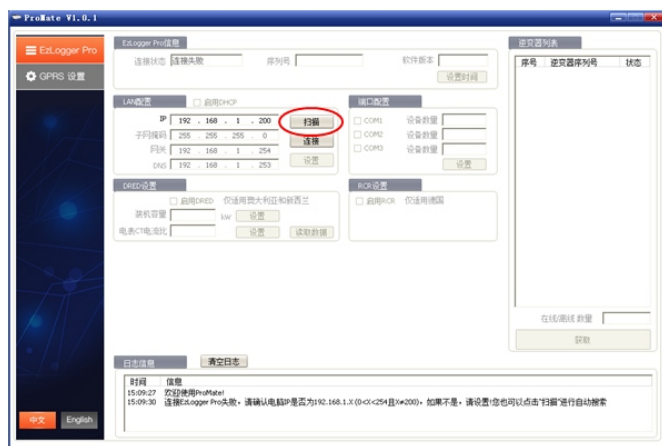 ProMate V1.0.1
EzLogger Pro
GPRS 设置
EzLogger Pro信息
连接状态 连接失败 序列号 软件版本
设置时间
LAN配置 启用DHCP
IP 192 . 168 . 1 . 200 扫描
子网掩码 255 . 255 . 255 . 0 连接
网关 192 . 168 . 1 . 254
DNS 192 . 168 . 1 . 253 设置
端口配置
COM1 设备数量
COM2 设备数量
COM3 设备数量
设置
DRED设置
启用DRED 仅适用澳大利亚和新西兰
装机容量 kW 设置
电表CT电流比 设置 读取数据
RCR设置
启用RCR 仅适用德国
逆变器列表
序号 逆变器序列号 状态
在线/离线 数量
获取
日志信息 清空日志
时间 信息
15:09:27 欢迎使用ProMate!
15:09:30 连接EzLogger Pro失败，请确认电脑IP是否为192.168.1.X (0<X<254且X≠200)，如果不是，请设置!您也可以点击"扫描"进行自动搜索
中文 English